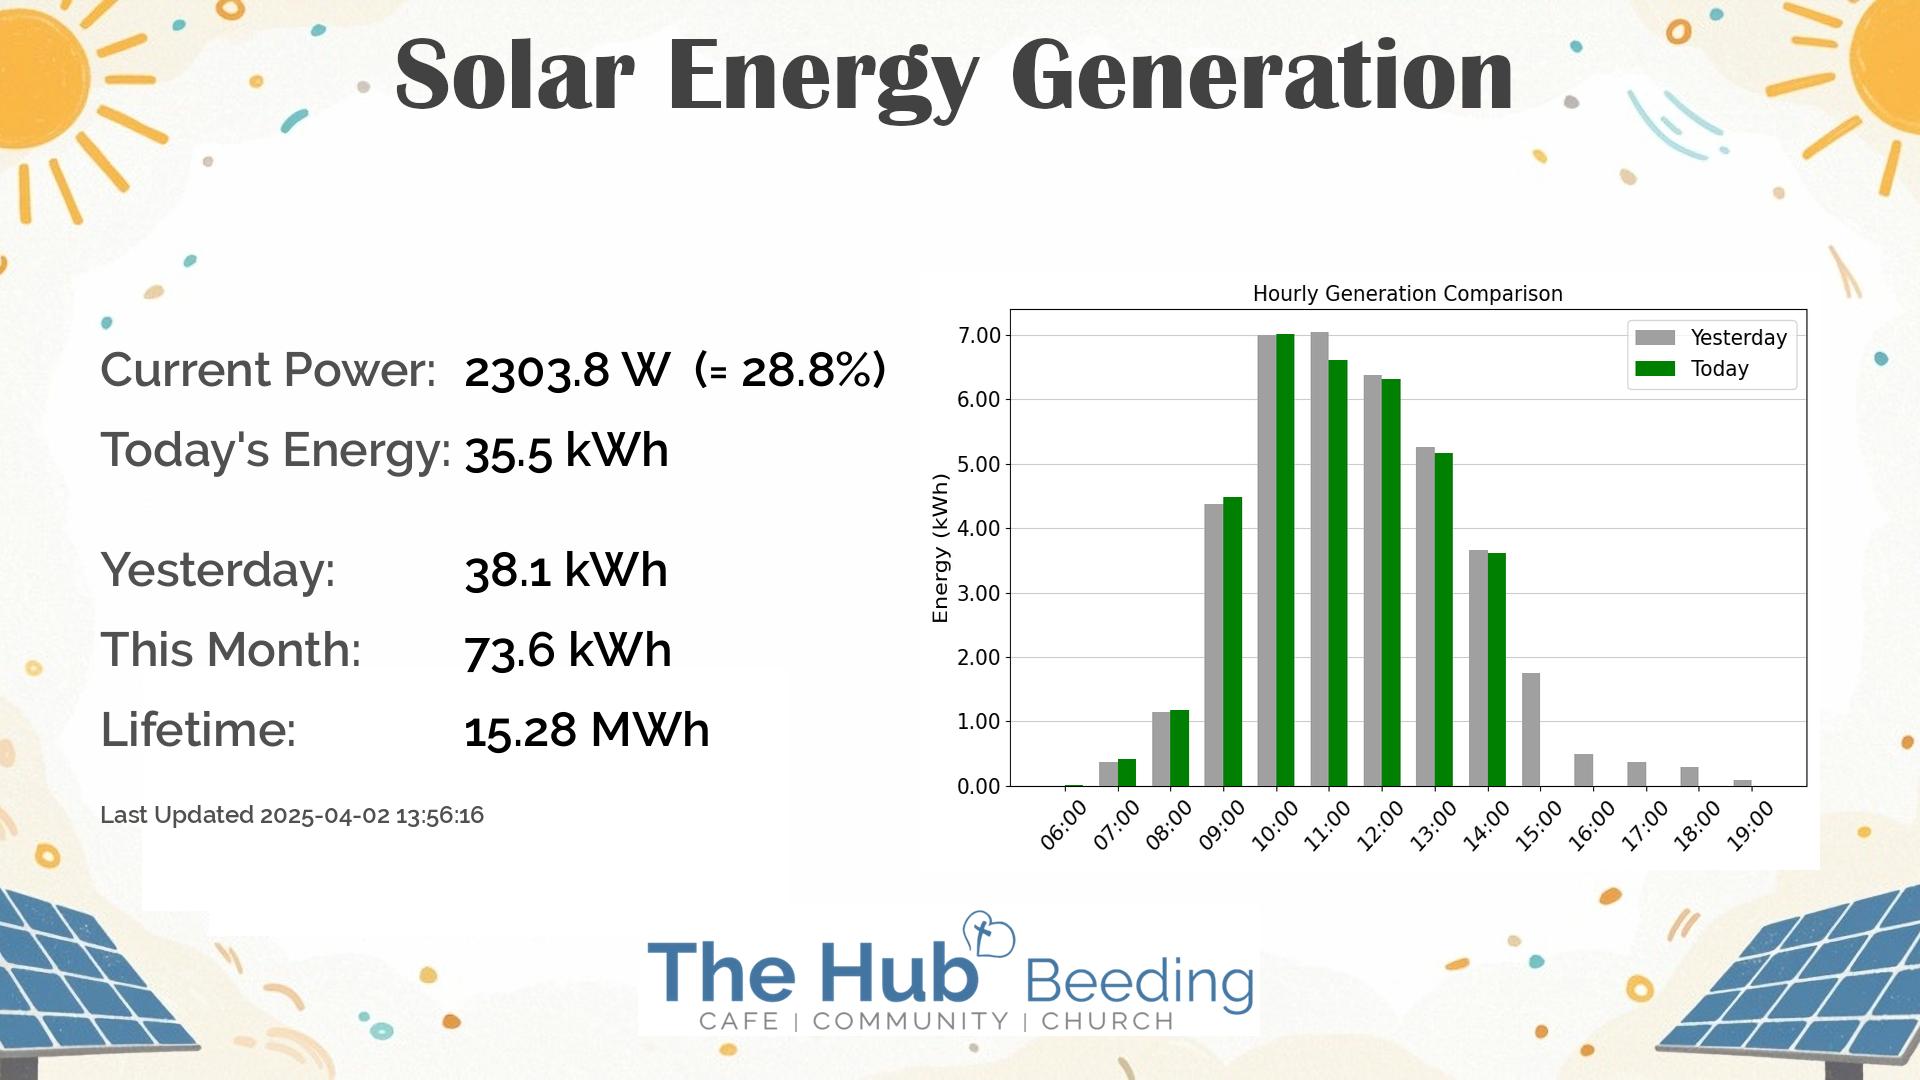 Solar Energy Generation
Current Power: 2303.8 W (= 28.8%)
Today's Energy: 35.5 kWh
Yesterday: 38.1 kWh
This Month: 73.6 kWh
Lifetime: 15.28 MWh
Last Updated 2025-04-02 13:56:16
Hourly Generation Comparison
Yesterday
Today
Energy (kWh)
7.00
6.00
5.00
4.00
3.00
2.00
1.00
0.00
06:00 07:00 08:00 09:00 10:00 11:00 12:00 13:00 14:00 15:00 16:00 17:00 18:00 19:00
The Hub Beeding
CAFE | COMMUNITY | CHURCH